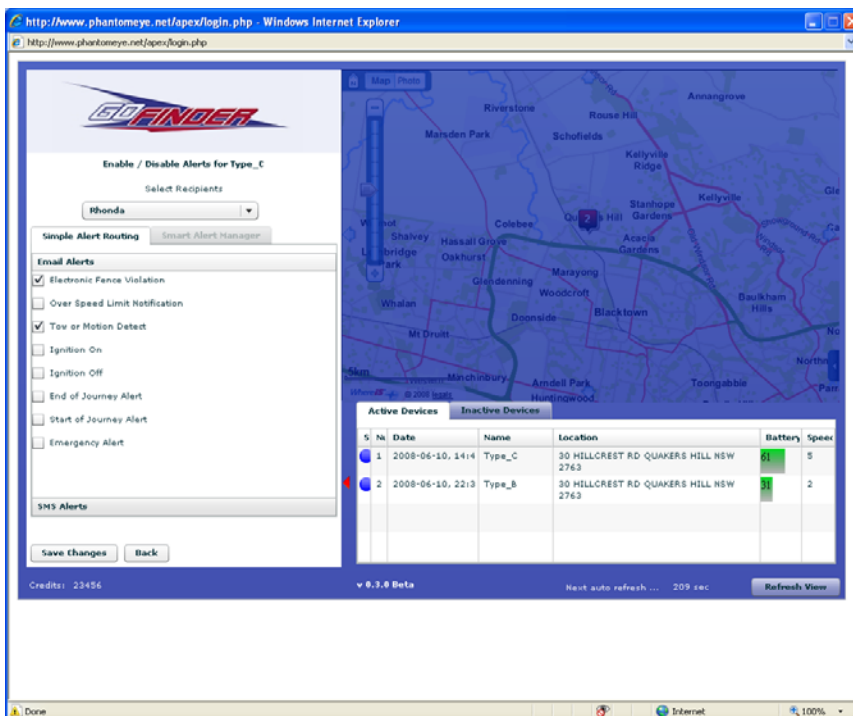 http://www.phantomeye.net/apex/login.php - Windows Internet Explorer
http://www.phantomeye.net/apex/login.php
GOFINDER
Enable / Disable Alerts for Type_C
Select Recipients
Rhonda
Simple Alert Routing Smart Alert Manager
Email Alerts
Electronic Fence Violation
Over Speed Limit Notification
Tow or Motion Detect
Ignition On
Ignition Off
End of Journey Alert
Start of Journey Alert
Emergency Alert
SMS Alerts
Save Changes Back
Credits: 23456
Map Photo
Annangrove
Riverstone
Rouse Hill
Marsden Park
Schofields
Kellyville
Ridge
Kellyville
Stanhope
Gardens
2
Hill
Colebee
Shalvey
Hassall
Grove
Acacia
Gardens
Oakhurst
Marayong
Glendenning
Woodcroft
Whalan
Doonside
Blacktown
Baulkham
Hills
Mt Druitt
5km
Minchinbury
Arndell Park
Toongabbie
Huntingwood
© 2008
Active Devices Inactive Devices
S Nu Date Name Location Battery Speed
1 2008-06-10, 14:4 Type_C 30 HILLCREST RD QUAKERS HILL NSW 61 5
2763
2 2008-06-10, 22:3 Type_B 30 HILLCREST RD QUAKERS HILL NSW 31 2
2763
v 0.3.0 Beta
Next auto refresh ... 209 sec
Refresh View
Done
Internet
100%